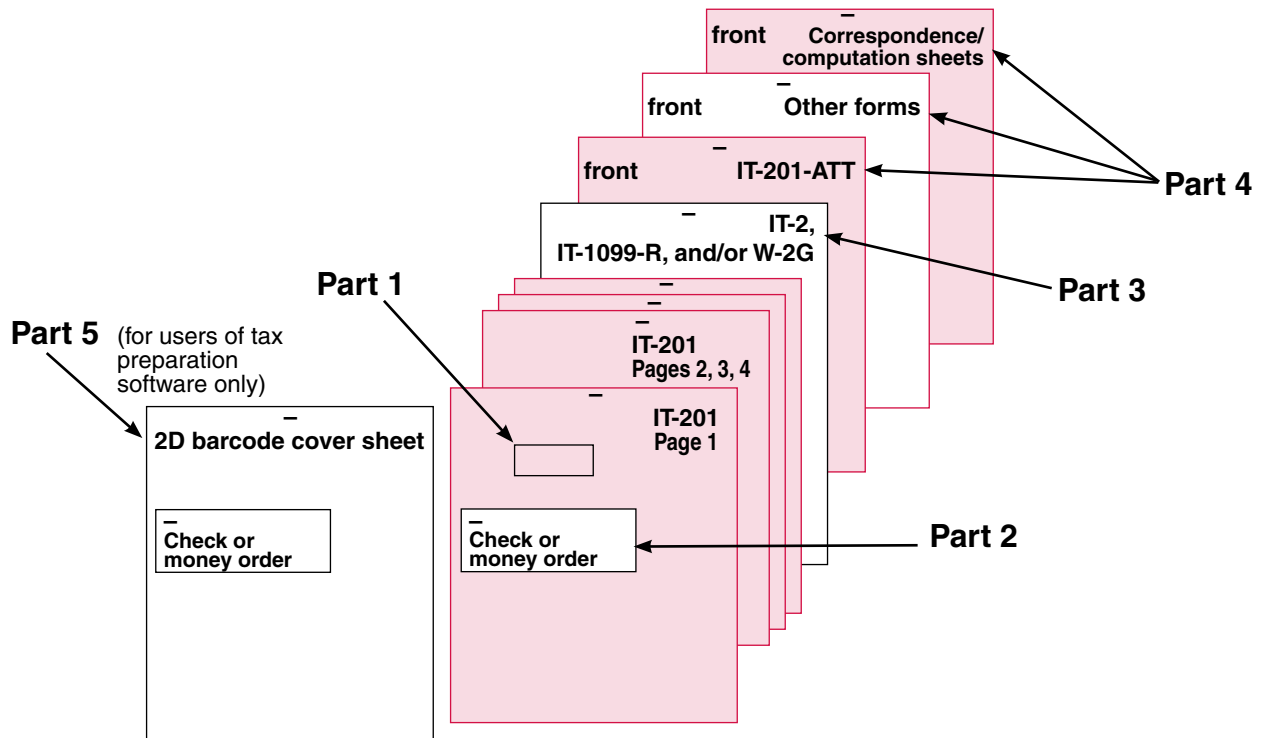 front
Correspondence/
computation sheets
front
Other forms
front
IT-201-ATT
Part 4
IT-2,
IT-1099-R, and/or W-2G
Part 3
Part 1
Part 5 (for users of tax
preparation
software only)
IT-201
Pages 2, 3, 4
IT-201
Page 1
2D barcode cover sheet
Check or
money order
Check or
money order
Part 2